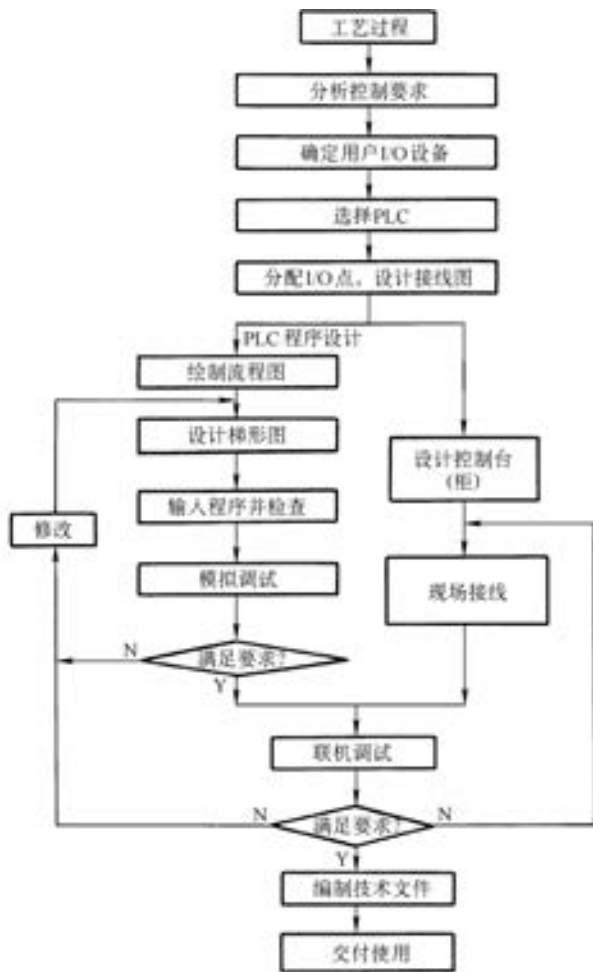 工艺过程
分析控制要求
确定用户I/O设备
选择PLC
分配I/O点。设计接线图
PLC 程序设计
绘制流程图
设计梯形图
设计控制台
(柜)
输入程序并检查
修改
模拟调试
现场接线
N
满足要求?
Y
联机调试
N
满足要求?
N
Y
编制技术文件
交付使用